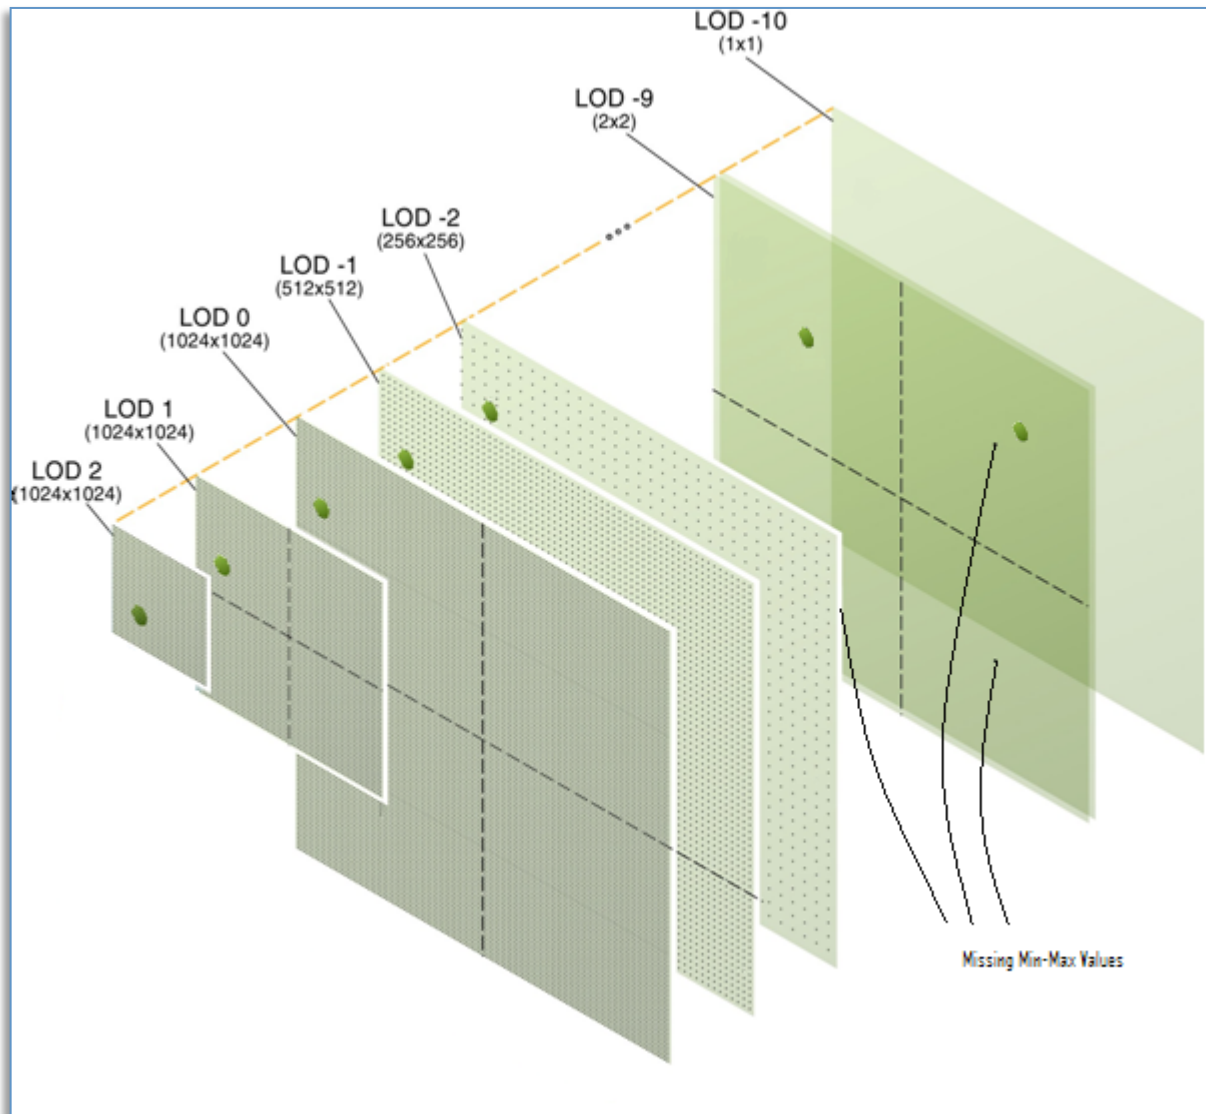 LOD -10
(1x1)
LOD -9
(2x2)
LOD -2
(256x256)
LOD -1
(512x512)
LOD 0
(1024x1024)
LOD 1
(1024x1024)
LOD 2
(1024x1024)
Missing Min-Max Values